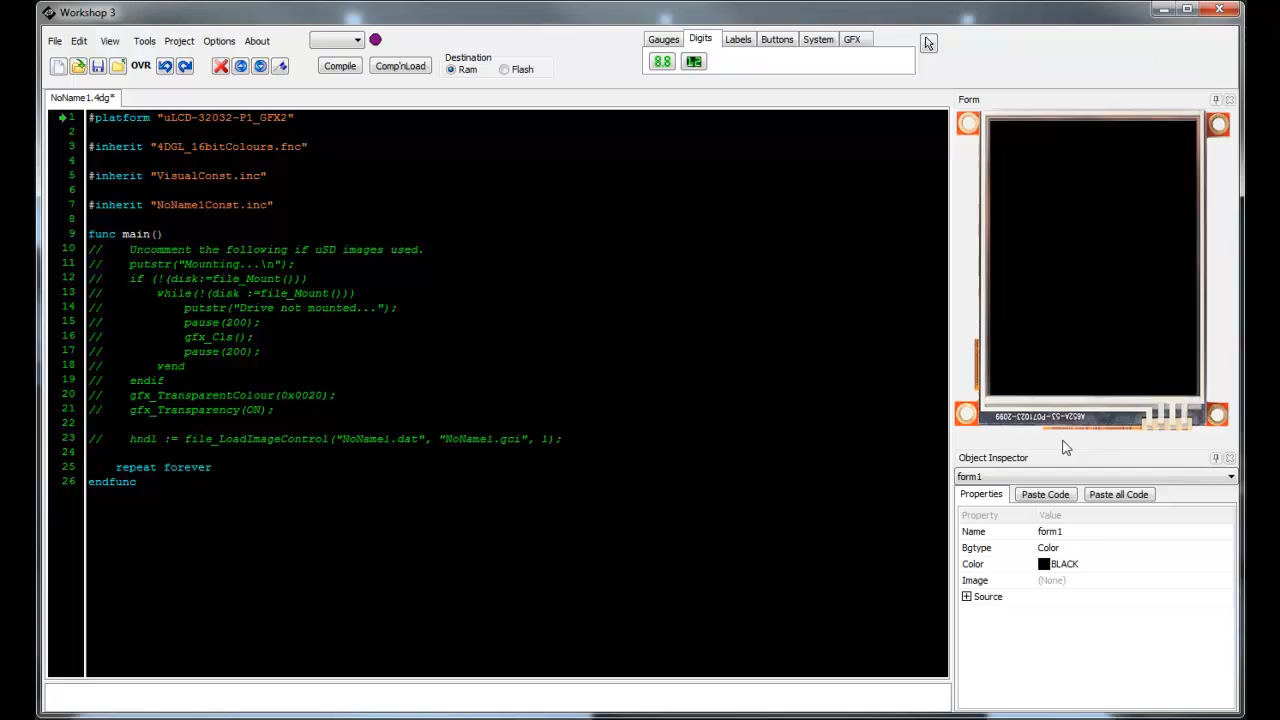 Workshop 3
File Edit View Tools Project Options About
Gauges Digits Labels Buttons System GFX
OVR
Compile Comp'nLoad
Destination
Ram Flash
8.8
NoName1.4dg*
Form
1 #platform "uLCD-32032-P1_GFX2"
2
3 #inherit "4DGL_16bitColours.fnc"
4
5 #inherit "VisualConst.inc"
6
7 #inherit "NoName1Const.inc"
8
9 func main()
10 // Uncomment the following if uSD images used.
11 // putstr("Mounting...\n");
12 // if (!(disk:=file_Mount()))
13 // while(!(disk :=file_Mount()))
14 // putstr("Drive not mounted...");
15 // pause(200);
16 // gfx_Cls();
17 // pause(200);
18 // wend
19 // endif
20 // gfx_TransparentColour(0x0020);
21 // gfx_Transparency(ON);
22
23 // hndl := file_LoadImageControl("NoName1.dat", "NoName1.gci", 1);
24
25 repeat forever
26 endfunc
Object Inspector
form1
Properties Paste Code Paste all Code
Property Value
Name form1
Bgtype Color
Color BLACK
Image (None)
Source